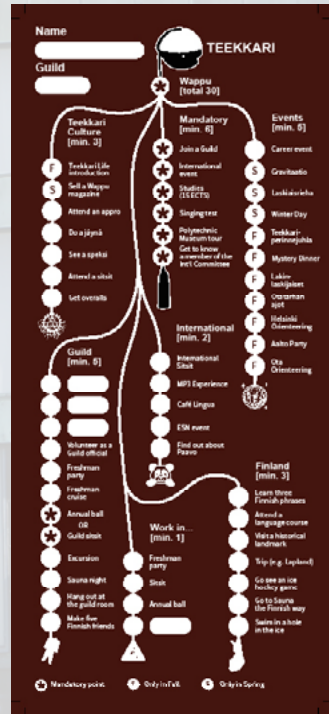 Name
TEEKKARI
Guild
Wappu
[total 30]
Teekkari
Culture
[min. 3]
F
Teekkari Life
introduction
S
Sell a Wappu
magazine
Attend an appro
Do a jäynä
See a speksi
Attend a sitsit
Get overalls
Mandatory
[min. 6]
Join a Guild
International
event
Studies
(15 ECTS)
Singing test
Polytechnic
Museum tour
Get to know
a member of the
Int'l Committee
Events
[min. 5]
Career event
S
Gravitaatio
S
Laskiaisrieha
S
Winter Day
F
Teekkari-
perinnejuhla
F
Mystery Dinner
F
Lakin-
laskijaiset
F
Otatarhan
ajot
F
Helsinki
Orienteering
F
Aalto Party
F
Ota
Orienteering
International
[min. 2]
International
Sitsit
MP3 Experience
Café Lingua
ESN event
Find out about
Paavo
Guild
[min. 5]
Volunteer as a
Guild official
Freshman
party
Freshman
cruise
Annual ball
OR
Guild sitsit
Excursion
Sauna night
Hang out at
the guild room
Make five
Finnish friends
Work in...
[min. 1]
Freshman
party
Sitsit
Annual ball
Finland
[min. 3]
Learn three
Finnish phrases
Attend a
language course
Visit a historical
landmark
Trip (e.g. Lapland)
Go see an ice
hockey game
Go to Sauna
the Finnish way
Swim in a hole
in the ice
Mandatory point
F Only in Fall
S Only in Spring